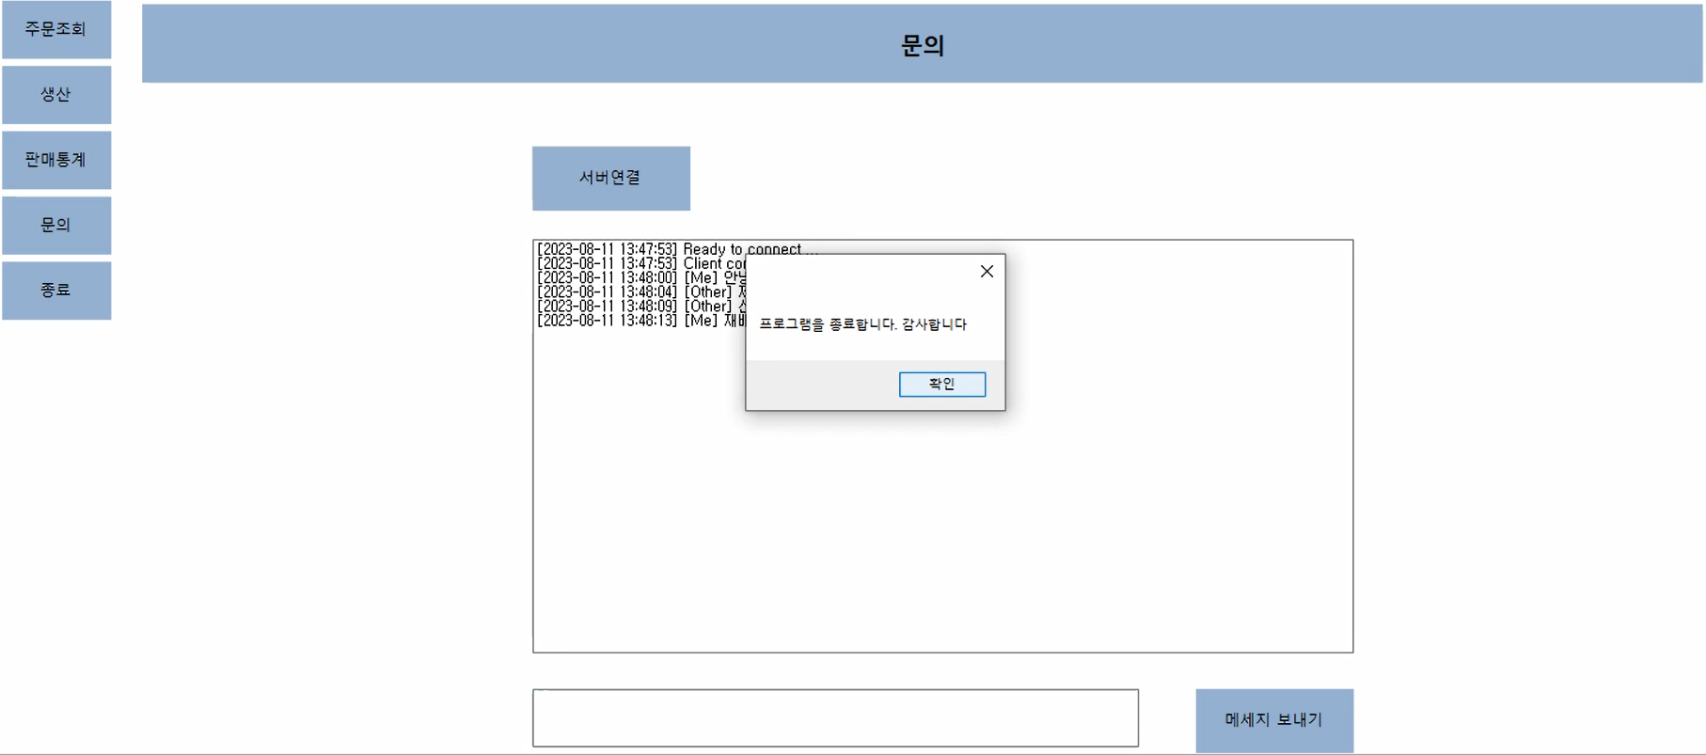 주문조회
생산
판매통계
문의
종료
문의
서버연결
[2023-08-11 13:47:53] Ready to connect ...
[2023-08-11 13:47:53] Client
[2023-08-11 13:48:00] [Me]
[2023-08-11 13:48:04] [Other]
[2023-08-11 13:48:09] [Other]
[2023-08-11 13:48:13] [Me]
프로그램을 종료합니다. 감사합니다
확인
메세지 보내기